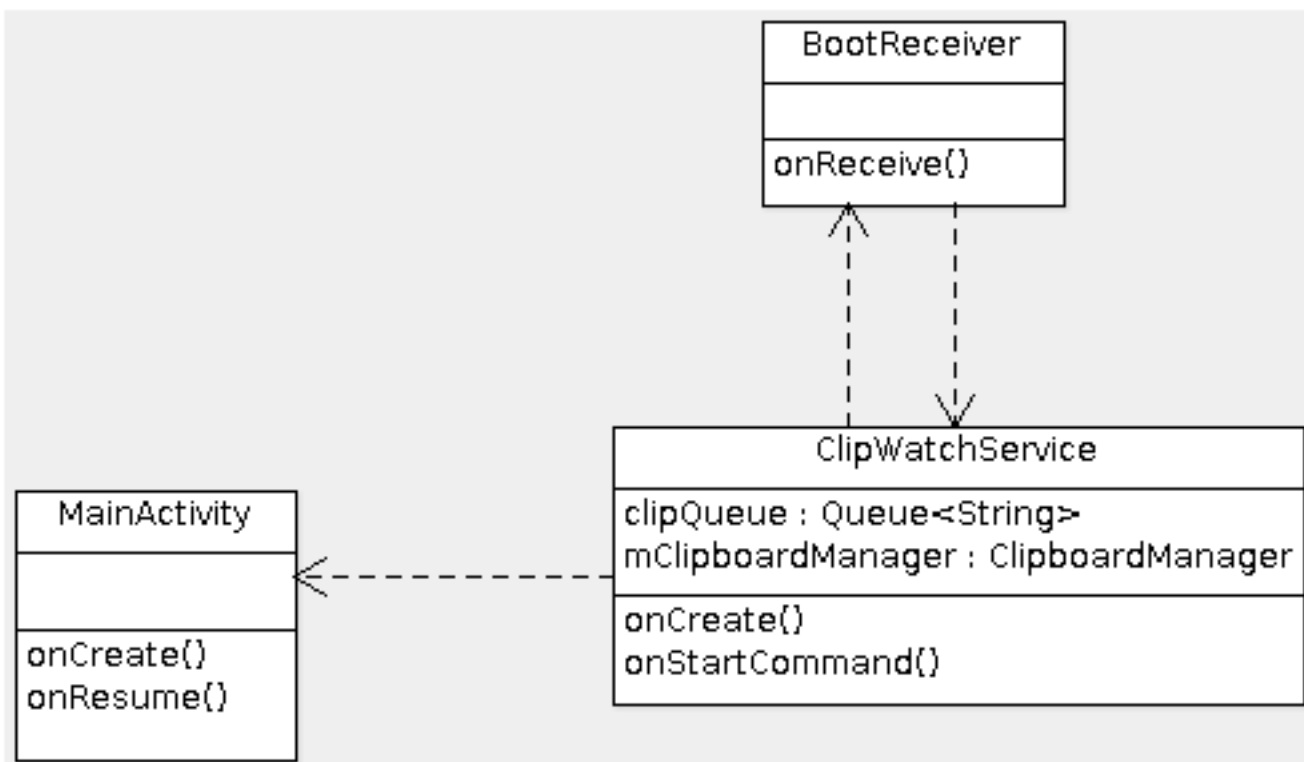 BootReceiver
onReceive()
ClipWatchService
clipQueue : Queue<String>
mClipboardManager : ClipboardManager
onCreate()
onStartCommand()
MainActivity
onCreate()
onResume()